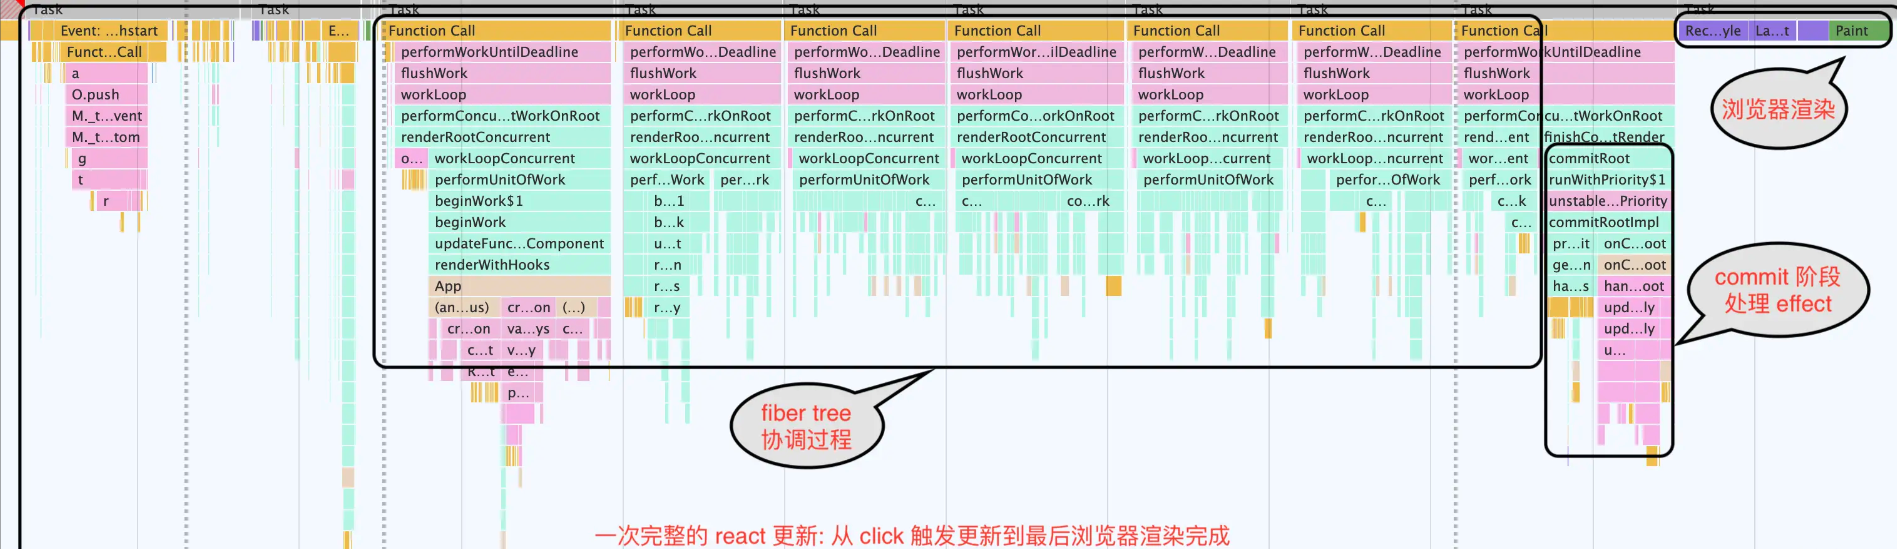 Task Task Task Task Task Task Task Task Task Task
Event: ...hstart E... Function Call Function Call Function Call Function Call Function Call Function Call Function Call Rec...yle La...t Paint
Funct...Call performWorkUntilDeadline performWo...Deadline performWo...Deadline performWor...ilDeadline performW...Deadline performW...Deadline performWorkUntilDeadline
a flushWork flushWork flushWork flushWork flushWork flushWork flushWork
O.push workLoop workLoop workLoop workLoop workLoop workLoop workLoop
浏览器渲染
M._t...vent performConcu...tWorkOnRoot performC...rkOnRoot performC...rkOnRoot performCo...orkOnRoot performC...rkOnRoot performC...rkOnRoot performConcu...tWorkOnRoot
M._t...tom renderRootConcurrent renderRoo...ncurrent renderRoo...ncurrent renderRootConcurrent renderRoo...ncurrent renderRoo...ncurrent rend...ent finishCo...tRender
g o... workLoopConcurrent workLoopConcurrent workLoopConcurrent workLoopConcurrent workLoop...current workLoop...ncurrent wor...ent commitRoot
t performUnitOfWork perf...Work per...rk performUnitOfWork performUnitOfWork performUnitOfWork perfor...OfWork perf...ork runWithPriority$1
r beginWork$1 b...1 c... c... co...rk c... c...k unstable...Priority
beginWork b...k c... commitRootImpl
updateFunc...Component u...t pr...it onC...oot
renderWithHooks r...n ge...n onC...oot
App r...s ha...s han...oot
(an...us) cr...on (...) r...y upd...ly
cr...on va...ys c... upd...ly
c...t v...y u...
R...t e...
p...
commit 阶段
处理 effect
fiber tree
协调过程
一次完整的 react 更新: 从 click 触发更新到最后浏览器渲染完成